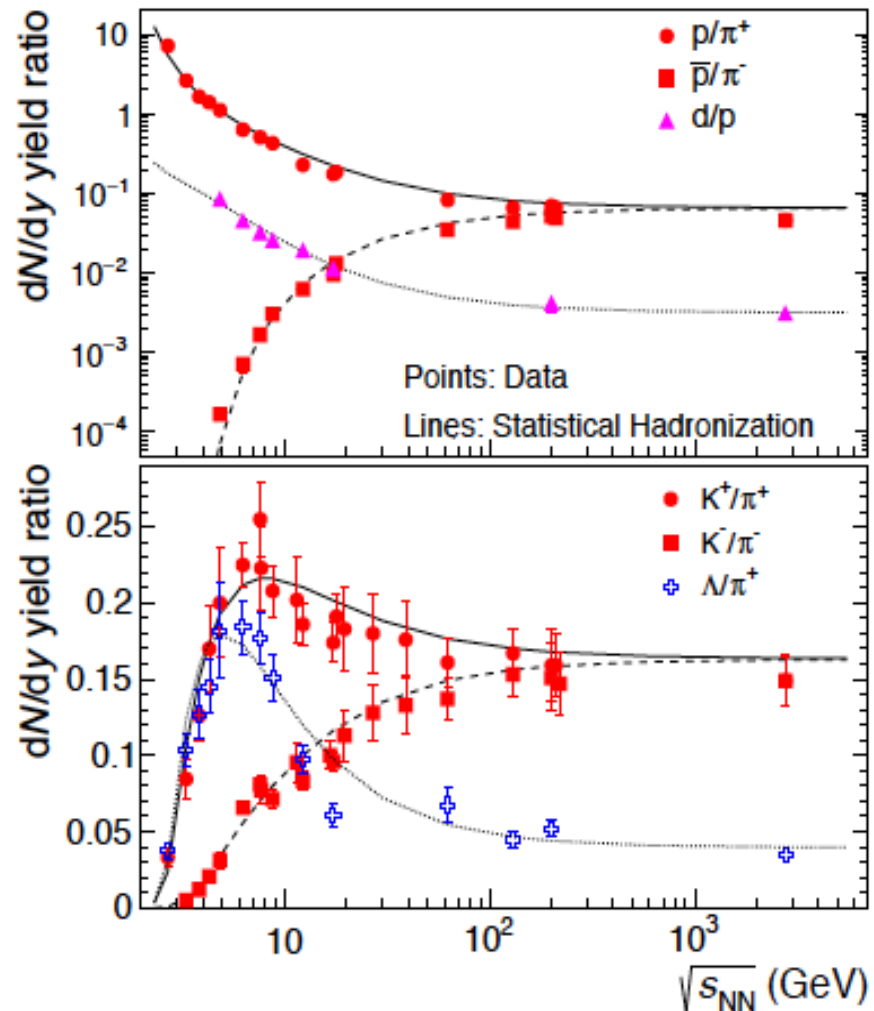 dN/dy yield ratio
10
1
10⁻¹
10⁻²
10⁻³
10⁻⁴
p/π⁺
p̅/π⁻
d/p
Points: Data
Lines: Statistical Hadronization
dN/dy yield ratio
0.25
0.2
0.15
0.1
0.05
0
K⁺/π⁺
K⁻/π⁻
Λ/π⁺
10 10² 10³
√sNN (GeV)